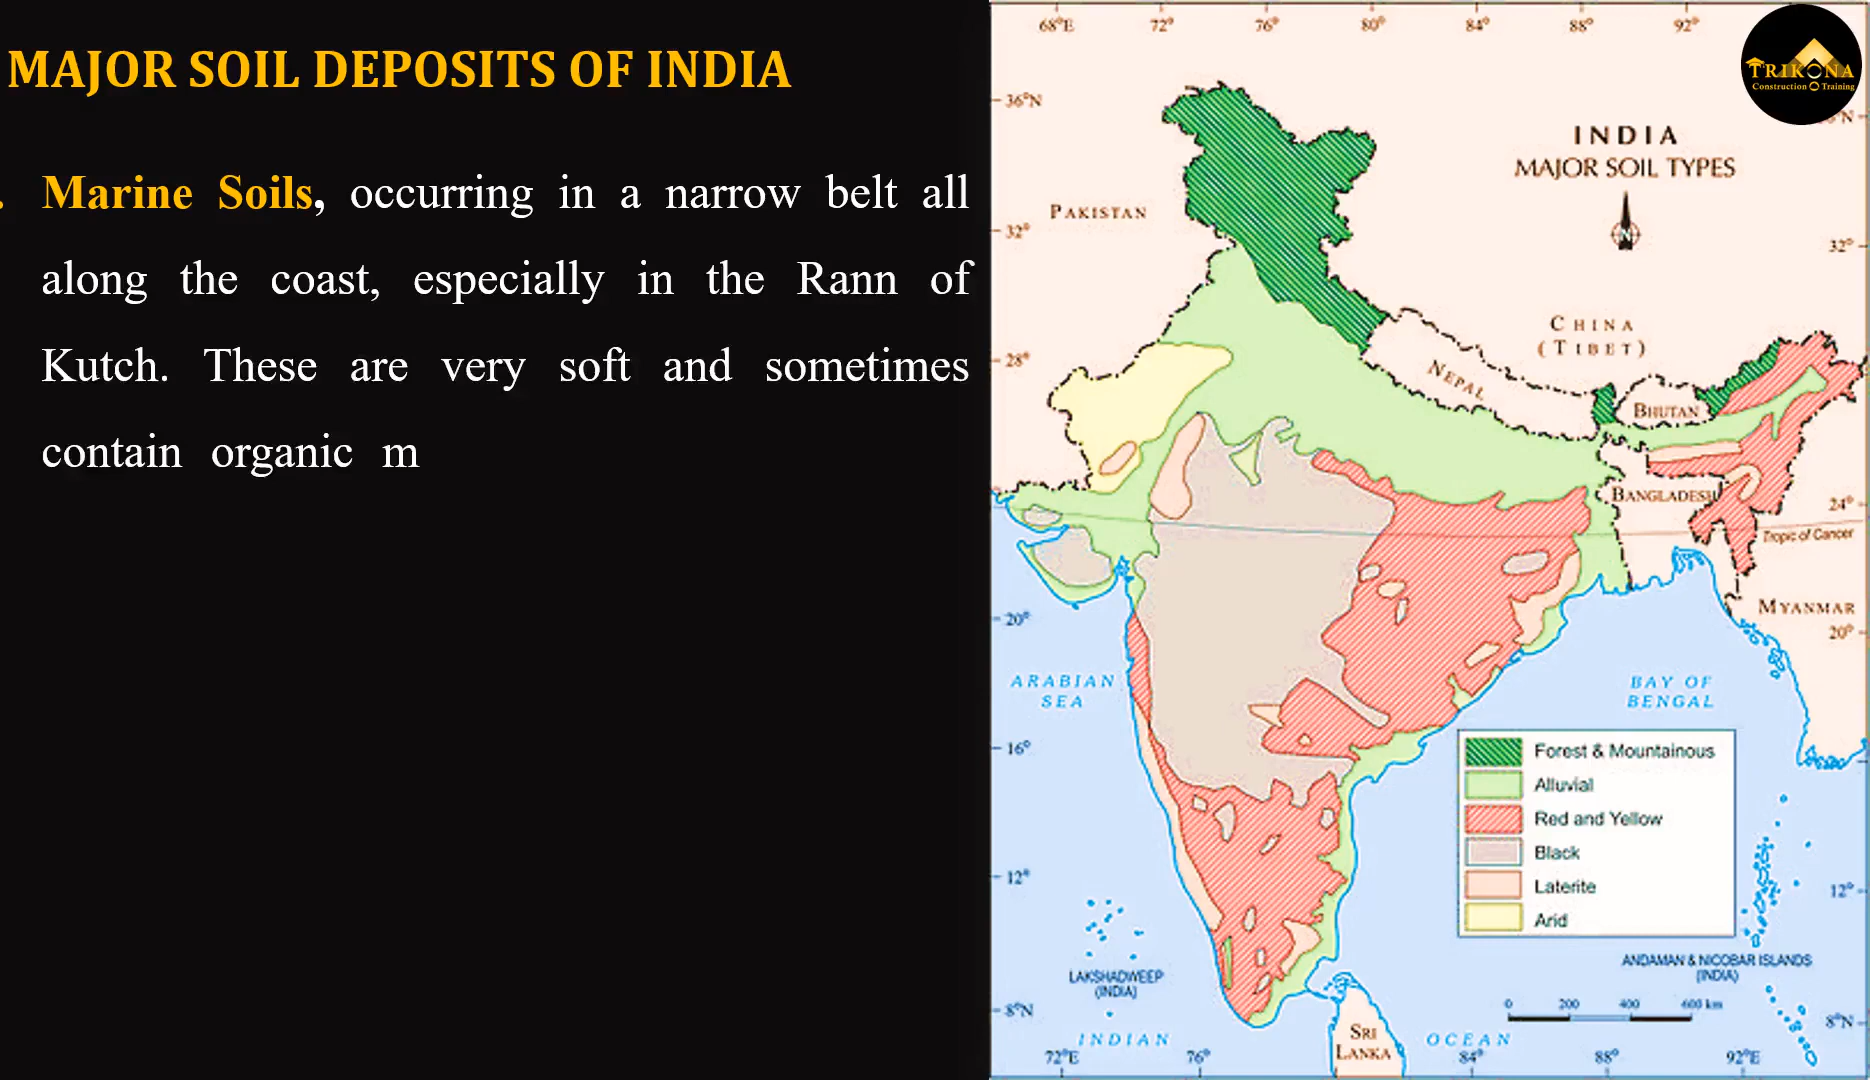 MAJOR SOIL DEPOSITS OF INDIA
. Marine Soils, occurring in a narrow belt all
along the coast, especially in the Rann of
Kutch. These are very soft and sometimes
contain organic m
68°E 72° 76° 80° 84° 88° 92°
TRIKONA
Construction Training
36°N
INDIA
MAJOR SOIL TYPES
PAKISTAN
N
32° 32°
CHINA
(TIBET)
28°
NEPAL
BHUTAN
BANGLADESH
24°
Tropic of Cancer
MYANMAR
20° 20°
ARABIAN
SEA
BAY OF
BENGAL
16°
Forest & Mountainous
Alluvial
Red and Yellow
Black
Laterite
Arid
12° 12°
LAKSHADWEEP
(INDIA)
ANDAMAN & NICOBAR ISLANDS
(INDIA)
0 200 400 600 km
8°N 8°N
SRI
LANKA
INDIAN OCEAN
72°E 76° 84° 88° 92°E